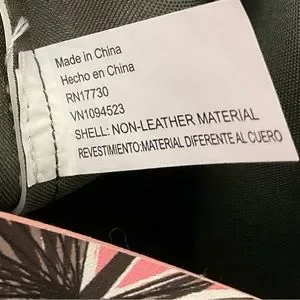 Made in China
Hecho en China
RN17730
VN1094523
SHELL: NON-LEATHER MATERIAL
REVESTIMIENTO:MATERIAL DIFERENTE AL CUERO